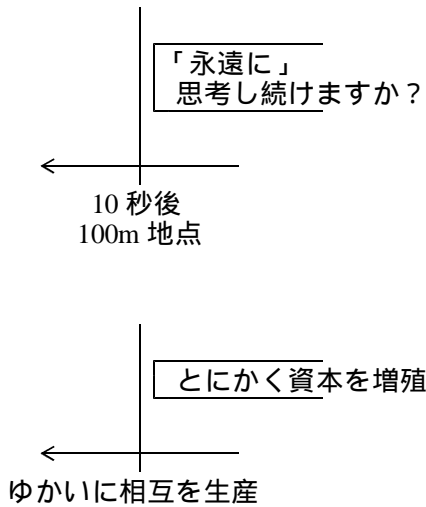 「永遠に」
思考し続けますか？
10 秒後
100m 地点
とにかく資本を増殖
ゆかいに相互を生産